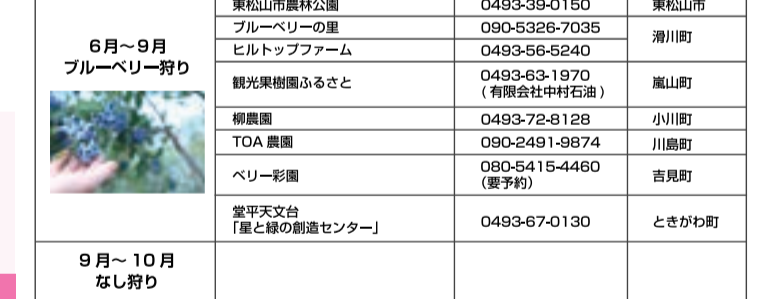 東松山市農林公園 0493-39-0150 東松山市
6月～9月
ブルーベリー狩り
ブルーベリーの里 090-5326-7035 滑川町
ヒルトップファーム 0493-56-5240
観光果樹園ふるさと 0493-63-1970 嵐山町
(有限会社中村石油)
柳農園 0493-72-8128 小川町
TOA 農園 090-2491-9874 川島町
ベリー彩園 080-5415-4460 吉見町
(要予約)
堂平天文台
「星と緑の創造センター」 0493-67-0130 ときがわ町
9月～10月
なし狩り